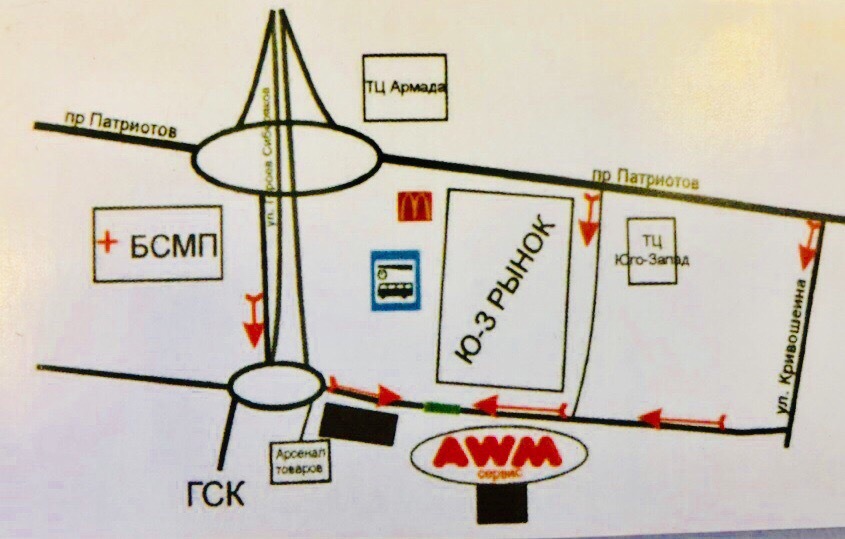 ТЦ Армада
пр Патриотов
ул. Героев Сибиряков
пр Патриотов
БСМП
Ю-З РЫНОК
ТЦ
Юго-Запад
ул. Кривошеина
AWM
сервис
Арсенал
товаров
ГСК